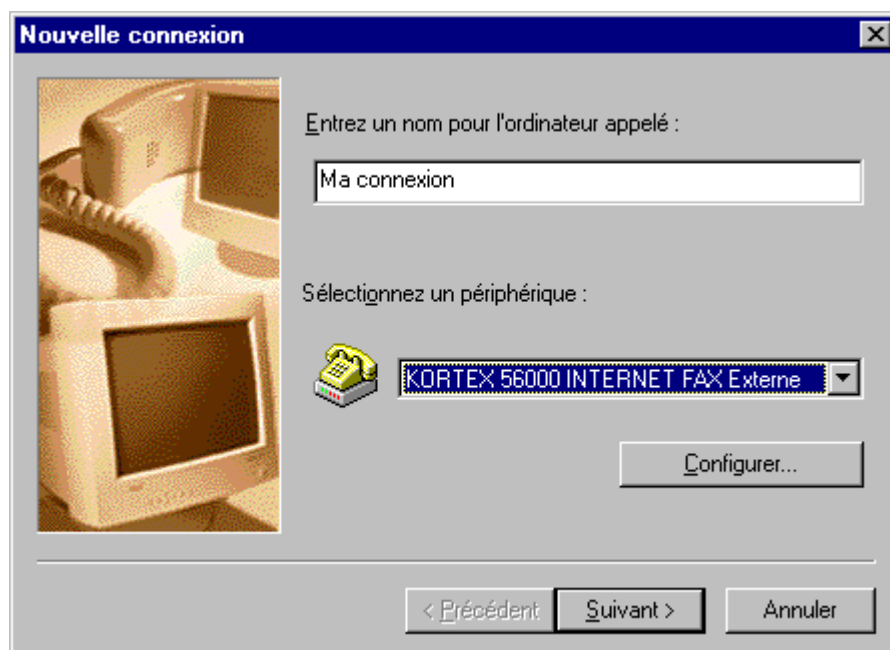 Nouvelle connexion
Entrez un nom pour l'ordinateur appelé :
Ma connexion
Sélectionnez un périphérique :
KORTEX 56000 INTERNET FAX Externe
Configurer...
< Précédent Suivant > Annuler